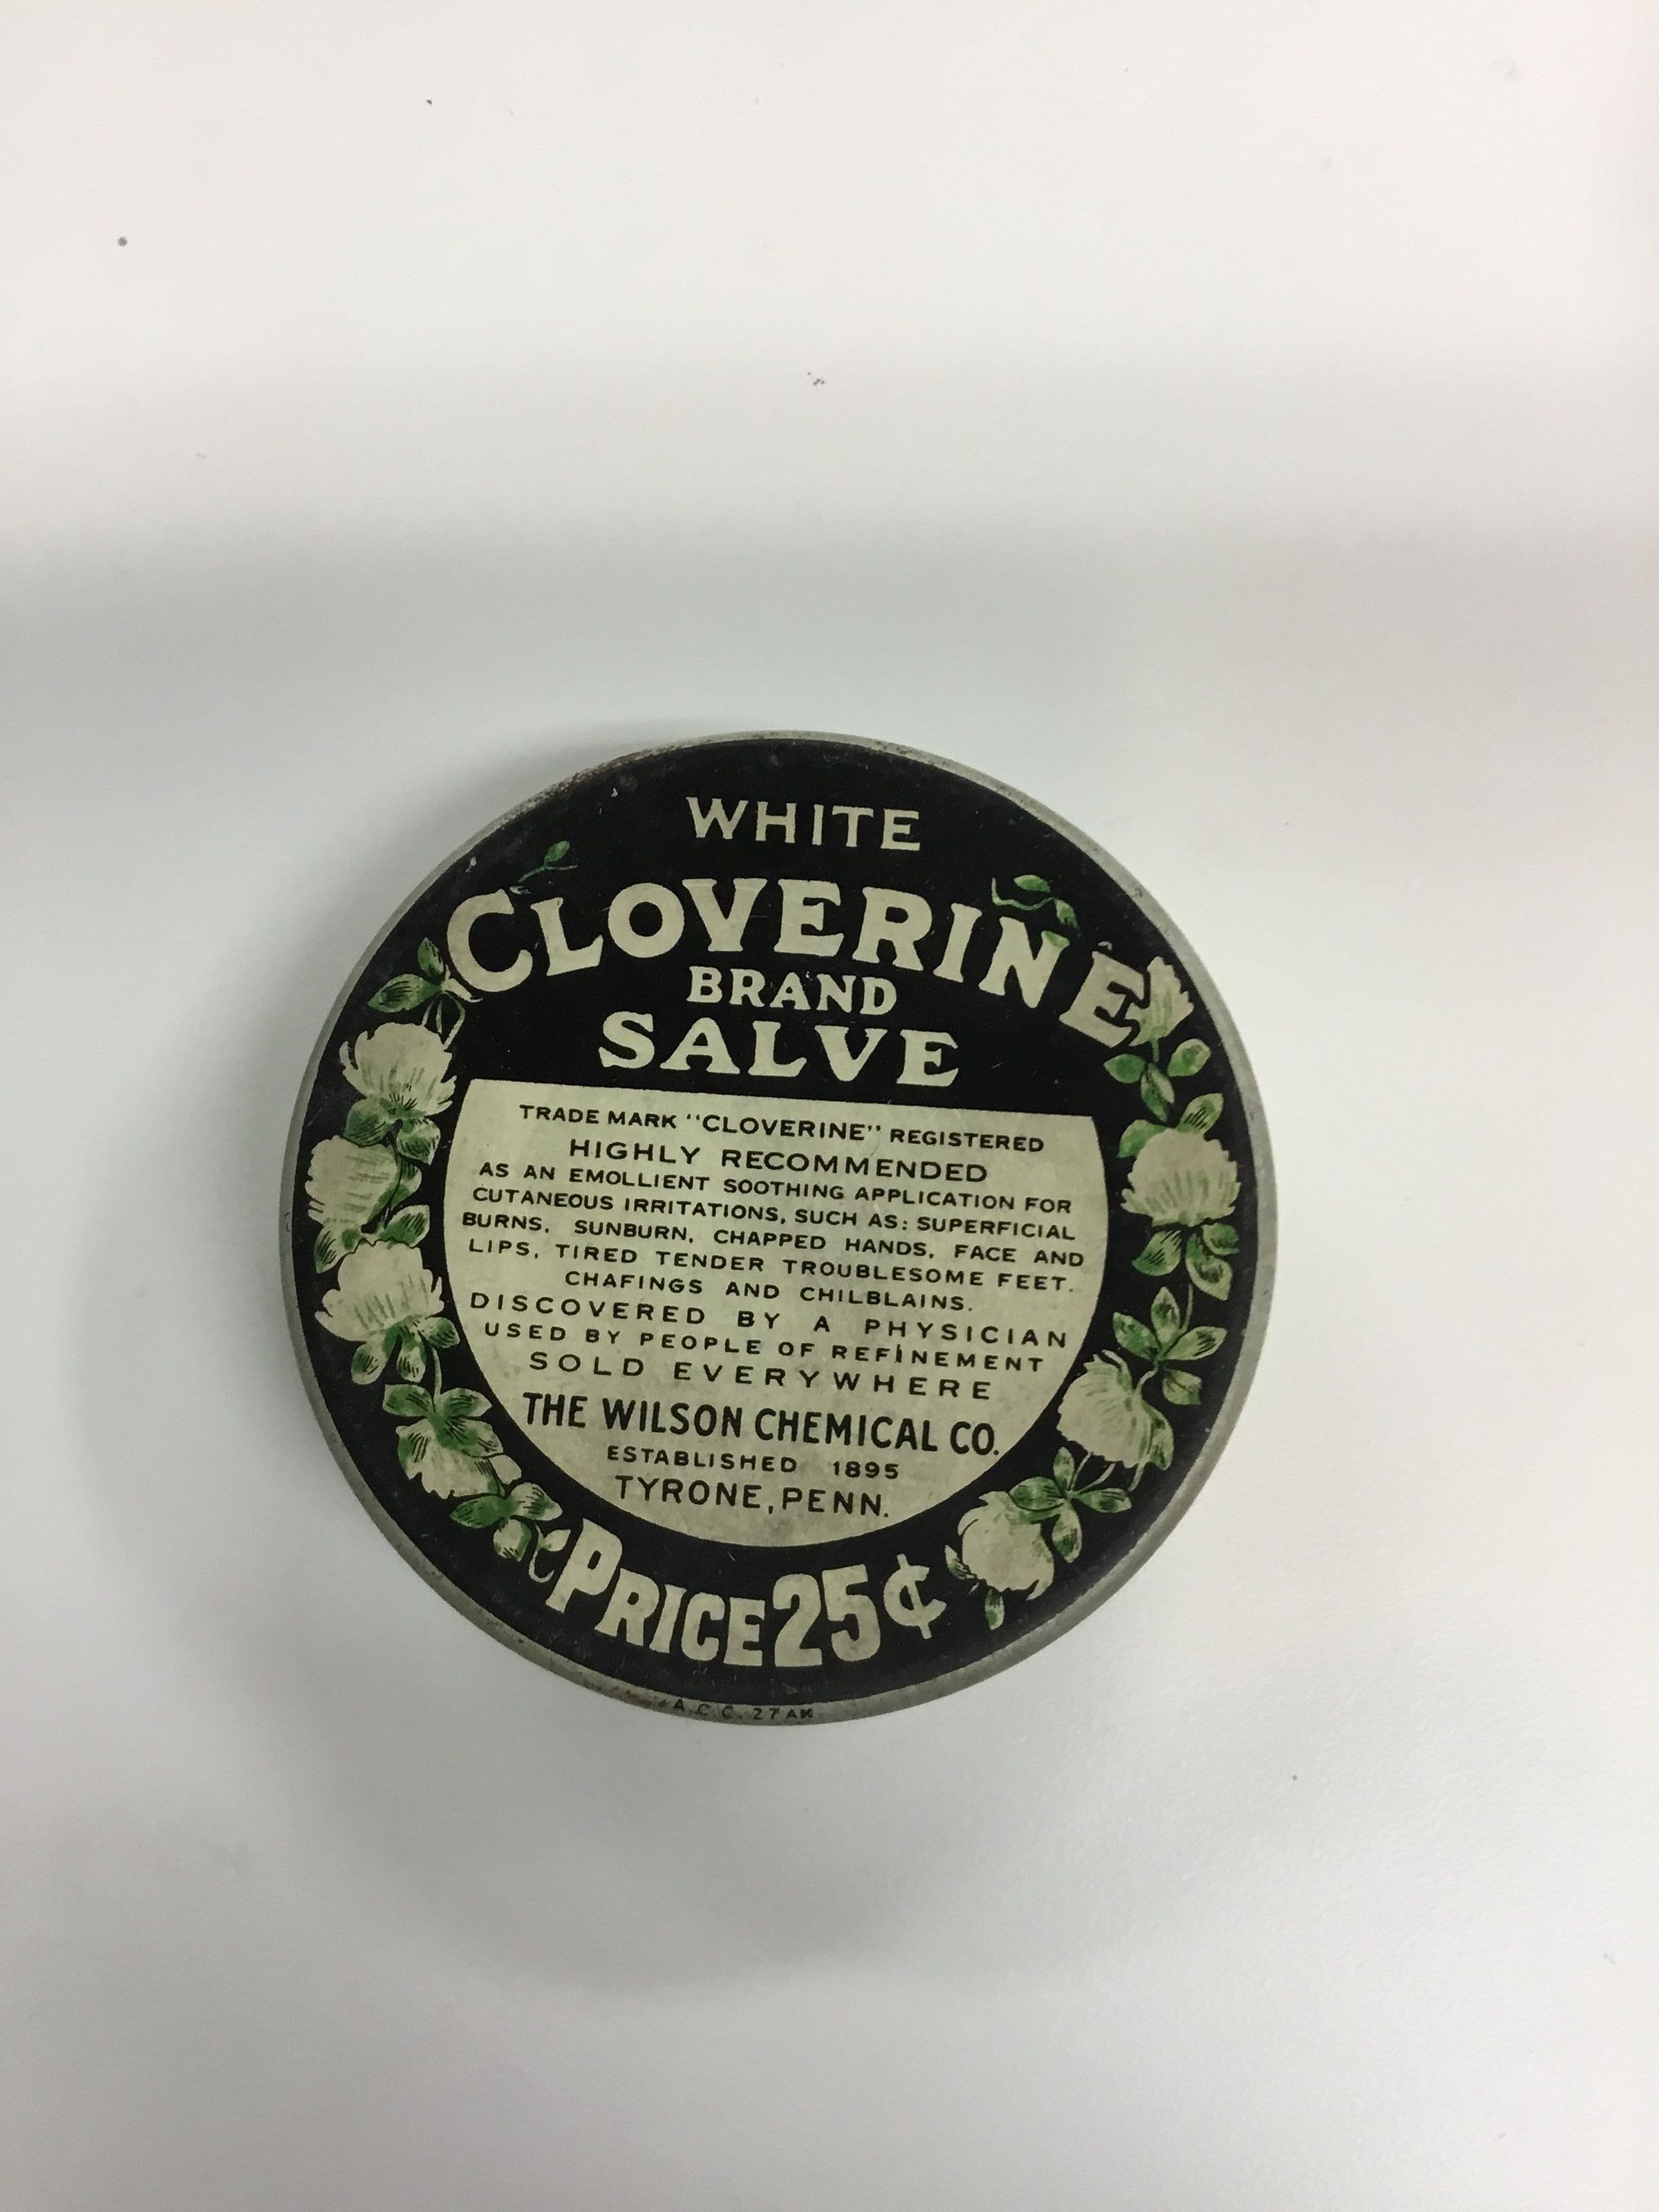 WHITE
CLOVERINE
BRAND
SALVE
TRADE MARK "CLOVERINE" REGISTERED
HIGHLY RECOMMENDED
AS AN EMOLLIENT SOOTHING APPLICATION FOR
CUTANEOUS IRRITATIONS, SUCH AS: SUPERFICIAL
BURNS, SUNBURN, CHAPPED HANDS, FACE AND
LIPS, TIRED TENDER TROUBLESOME FEET.
CHAFINGS AND CHILBLAINS.
DISCOVERED BY A PHYSICIAN
USED BY PEOPLE OF REFINEMENT
SOLD EVERYWHERE
THE WILSON CHEMICAL CO.
ESTABLISHED 1895
TYRONE, PENN.
PRICE 25¢
A.C.C. 27A